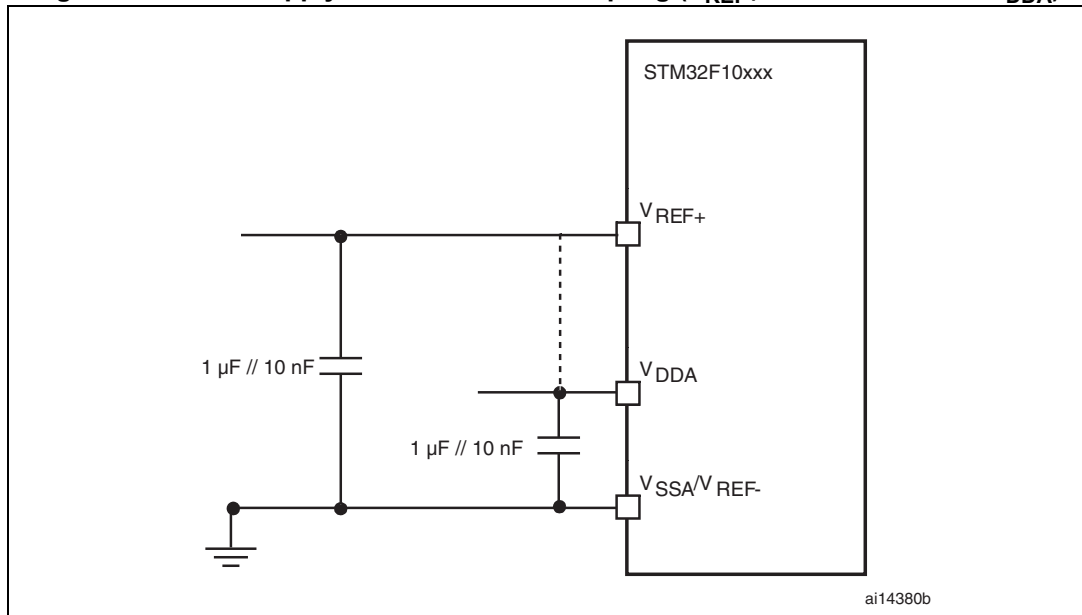 STM32F10xxx
VREF+
1 µF // 10 nF
VDDA
1 µF // 10 nF
VSSA/VREF-
ai14380b